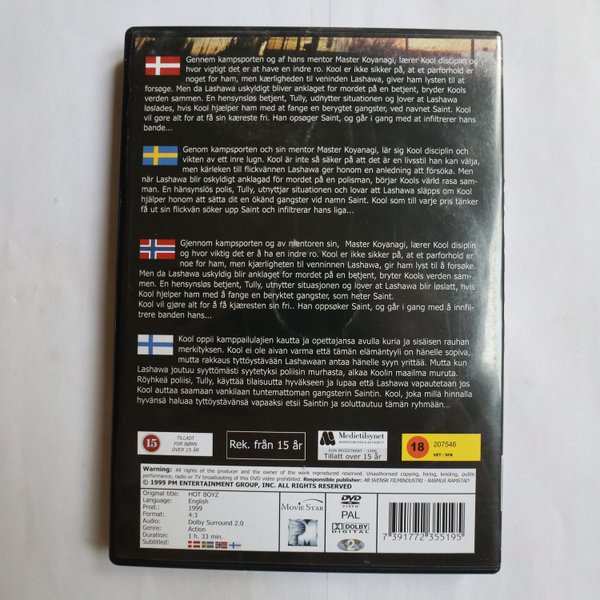 Gennem kampsporten og af hans mentor Master Koyanagi, lærer Kool disciplin og
hvor vigtigt det er at have en indre ro. Kool er ikke sikker på, at et parforhold er
noget for ham, men kærligheden til veninden Lashawa, giver ham lysten til at
forsøge. Men da Lashawa uskyldigt bliver anklaget for mordet på en betjent, bryder Kools
verden sammen. En hensynsløs betjent, Tully, udnytter situationen og lover at Lashawa
løslades, hvis Kool hjælper ham med at fange en berygtet gangster, ved navnet Saint. Kool
vil gøre alt for at få sin kæreste fri. Han opsøger Saint, og går i gang med at infiltrerer hans
bande...
Genom kampsporten och sin mentor Master Koyanagi, lär sig Kool disciplin och
vikten av ett inre lugn. Kool är inte så säker på att det är en livsstil han kan välja,
men kärleken till flickvännen Lashawa ger honom en anledning att försöka. Men
när Lashawa blir oskyldigt anklagad för mordet på en polisman, börjar Kools värld rasa sam-
man. En hänsynslös polis, Tully, utnyttjar situationen och lovar att Lashawa släpps om Kool
hjälper honom att sätta dit en ökänd gangster vid namn Saint. Kool som till varje pris tänker
få ut sin flickvän söker upp Saint och infiltrerar hans liga...
Gjennom kampsporten og av mentoren sin, Master Koyanagi, lærer Kool disiplin
og hvor viktig det er å ha en indre ro. Kool er ikke sikker på, at et parforhold er
noe for ham, men kjærligheten til venninnen Lashawa, gir ham lyst til å forsøke.
Men da Lashawa uskyldig blir anklaget for mordet på en betjent, bryter Kools verden sam-
men. En hensynsløs betjent, Tully, utnytter situasjonen og lover at Lashawa blir løslatt, hvis
Kool hjelper ham med å fange en beryktet gangster, som heter Saint.
Kool vil gjøre alt for å få kjæresten sin fri.. Han oppsøker Saint, og går i gang med å innfil-
trere banden hans...
Kool oppii kamppailulajien kautta ja opettajansa avulla kuria ja sisäisen rauhan
merkityksen. Kool ei ole aivan varma että tämän elämäntyyli on hänelle sopiva,
mutta rakkaus tyttöystävään Lashawaan antaa hänelle syyn yrittää. Mutta kun
Lashawa joutuu syyttömästi syytetyksi poliisin murhasta, alkaa Koolin maailma muruta.
Röyhkeä poliisi, Tully, käyttää tilaisuutta hyväkseen ja lupaa että Lashawa vapautetaan jos
Kool auttaa saamaan vankilaan tuntemattoman gangsterin Saintin. Kool, joka millä hinnalla
hyvänsä haluaa tyttöystävänsä vapaaksi etsii Saintin ja soluttautuu tämän ryhmään...
15
TILLADT
FOR BØRN
OVER 15 ÅR
Rek. från 15 år
Medietilsynet
Tillatt over 15 år
18
207546
VET / SFB
Warning: All rights of the producer and the owner of the work reproduced reserved. Unauthorised copying, hiring, lending, public
performance, radio or TV broadcasting of this DVD video prohibited. Responsible publisher: AB SVENSK FILMINDUSTRI - RASMUS RAMSTAD
© 1999 PM ENTERTAINMENT GROUP, INC. ALL RIGHTS RESERVED
Original title: HOT BOYZ
Language: English
Prod.: 1999
Format: 4:3
Audio: Dolby Surround 2.0
Genre: Action
Duration: 1 h. 33 min.
Subtitled:
MOVIE STAR
DVD
VIDEO
PAL
DOLBY
DIGITAL
2
7 391772 355195